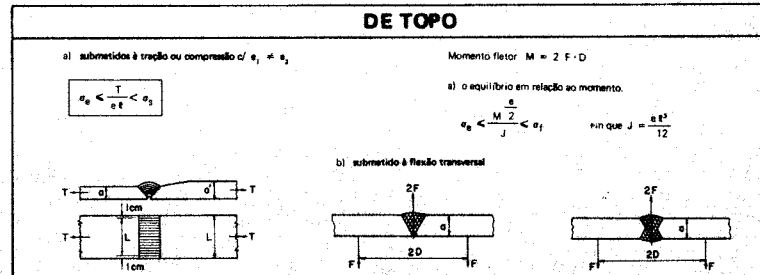 DE TOPO
a) submetidos à tração ou compressão c/ e₁ ≠ e₂
σe ⩽ T / e ℓ < σs
Momento fletor M = 2 F · D
a) o equilíbrio em relação ao momento.
σe ⩽ M e/2 / J ⩽ σf em que J = e ℓ³ / 12
b) submetido à flexão transversal
T a a' T
1cm
T L L T
1cm
2F
a
2D
F F
2F
a
2D
F F